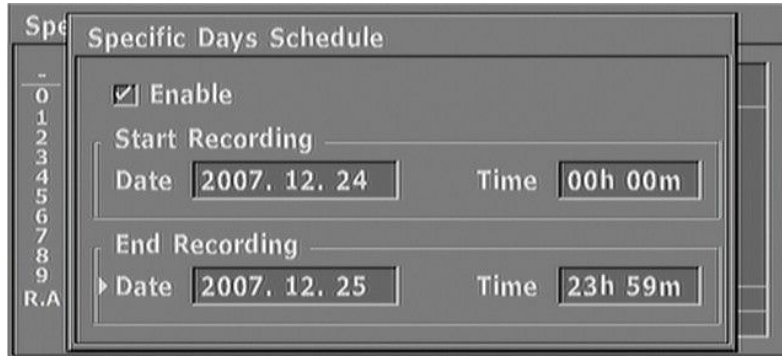 Spe
Specific Days Schedule
Enable
Start Recording
Date 2007. 12. 24 Time 00h 00m
End Recording
Date 2007. 12. 25 Time 23h 59m
-
0
1
2
3
4
5
6
7
8
9
R.A